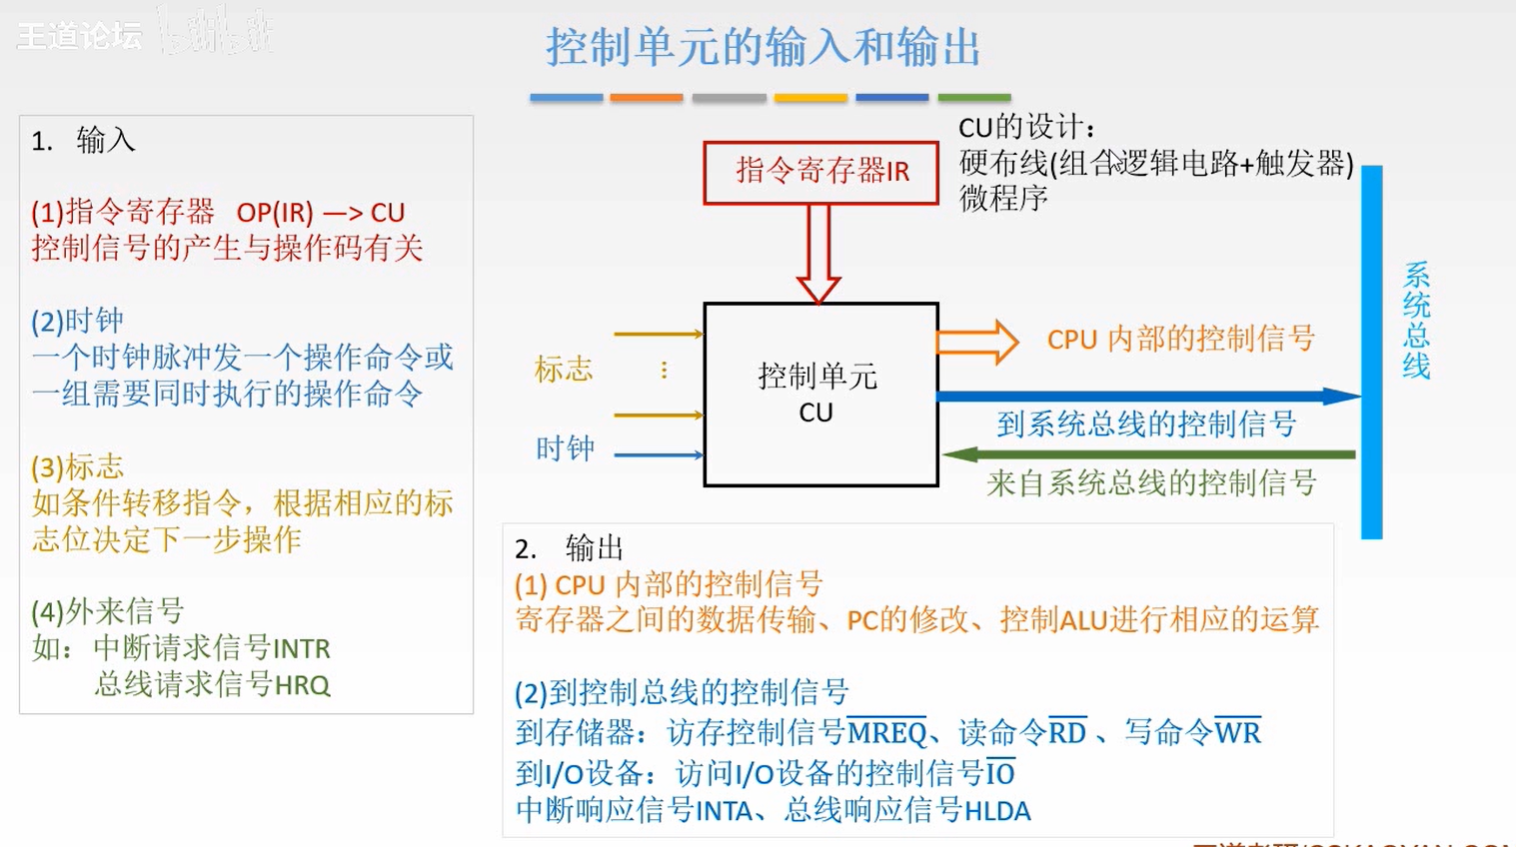 王道论坛 bilibili
控制单元的输入和输出
1. 输入
(1)指令寄存器 OP(IR) —> CU
控制信号的产生与操作码有关
(2)时钟
一个时钟脉冲发一个操作命令或
一组需要同时执行的操作命令
(3)标志
如条件转移指令，根据相应的标
志位决定下一步操作
(4)外来信号
如：中断请求信号INTR
总线请求信号HRQ
指令寄存器IR
CU的设计：
硬布线(组合逻辑电路+触发器)
微程序
标志
⋮
时钟
控制单元
CU
CPU 内部的控制信号
到系统总线的控制信号
来自系统总线的控制信号
系统总线
2. 输出
(1) CPU 内部的控制信号
寄存器之间的数据传输、PC的修改、控制ALU进行相应的运算
(2)到控制总线的控制信号
到存储器：访存控制信号M̅R̅E̅Q̅、读命令R̅D̅ 、写命令W̅R̅
到I/O设备：访问I/O设备的控制信号I̅O̅
中断响应信号INTA、总线响应信号HLDA